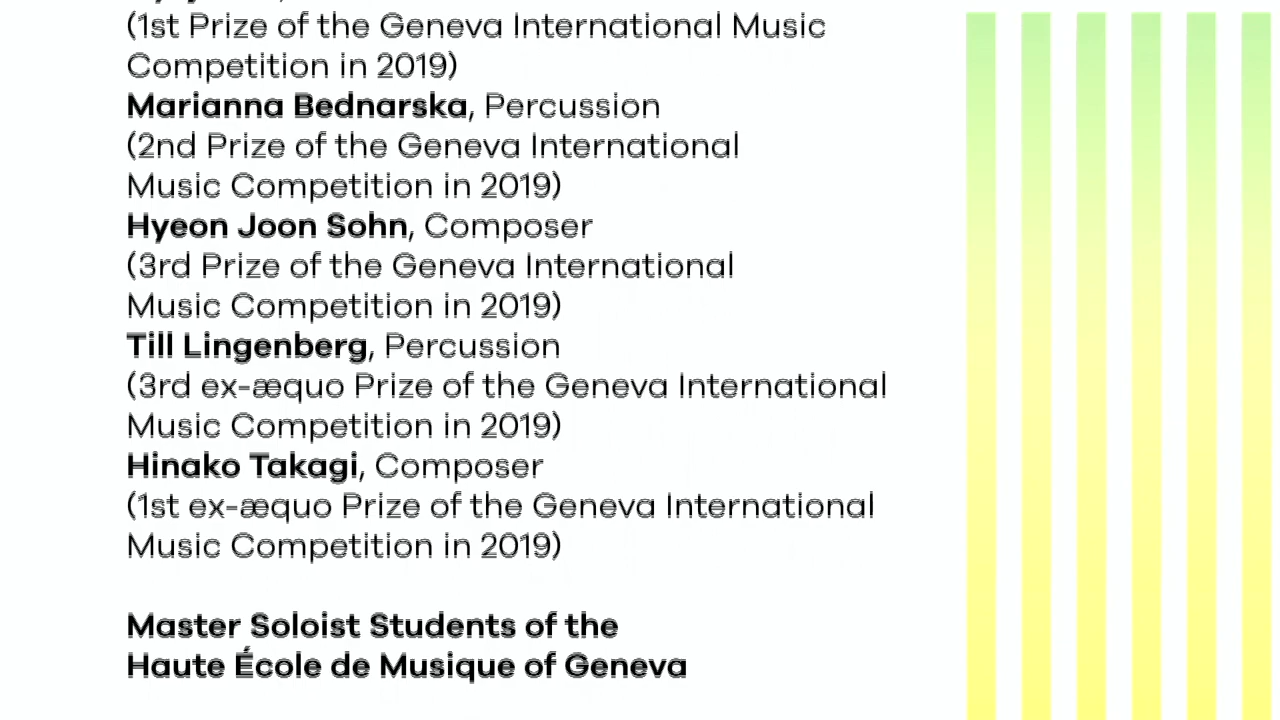 (1st Prize of the Geneva International Music
Competition in 2019)
Marianna Bednarska, Percussion
(2nd Prize of the Geneva International
Music Competition in 2019)
Hyeon Joon Sohn, Composer
(3rd Prize of the Geneva International
Music Competition in 2019)
Till Lingenberg, Percussion
(3rd ex-æquo Prize of the Geneva International
Music Competition in 2019)
Hinako Takagi, Composer
(1st ex-æquo Prize of the Geneva International
Music Competition in 2019)
Master Soloist Students of the
Haute École de Musique of Geneva